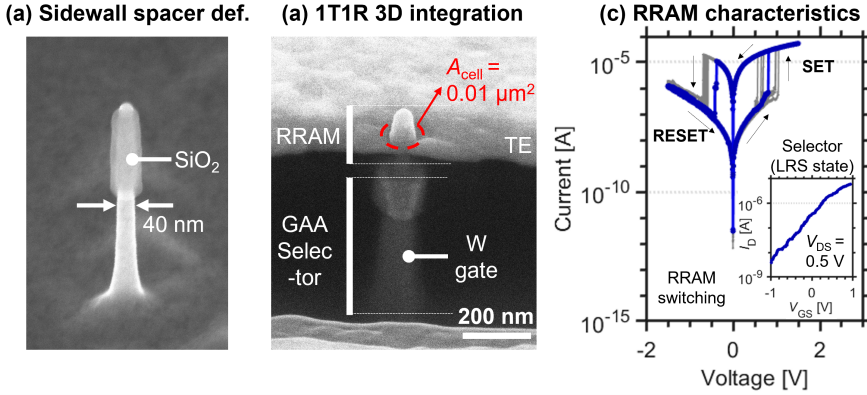 (a) Sidewall spacer def.
SiO2
40 nm
(a) 1T1R 3D integration
Acell =
0.01 µm2
RRAM
TE
GAA
Selec
-tor
W
gate
200 nm
(c) RRAM characteristics
10-5
10-10
10-15
Current [A]
SET
RESET
Selector
(LRS state)
10-6
10-9
ID [A]
VDS =
0.5 V
-1
0
1
VGS [V]
RRAM
switching
-2
0
2
Voltage [V]